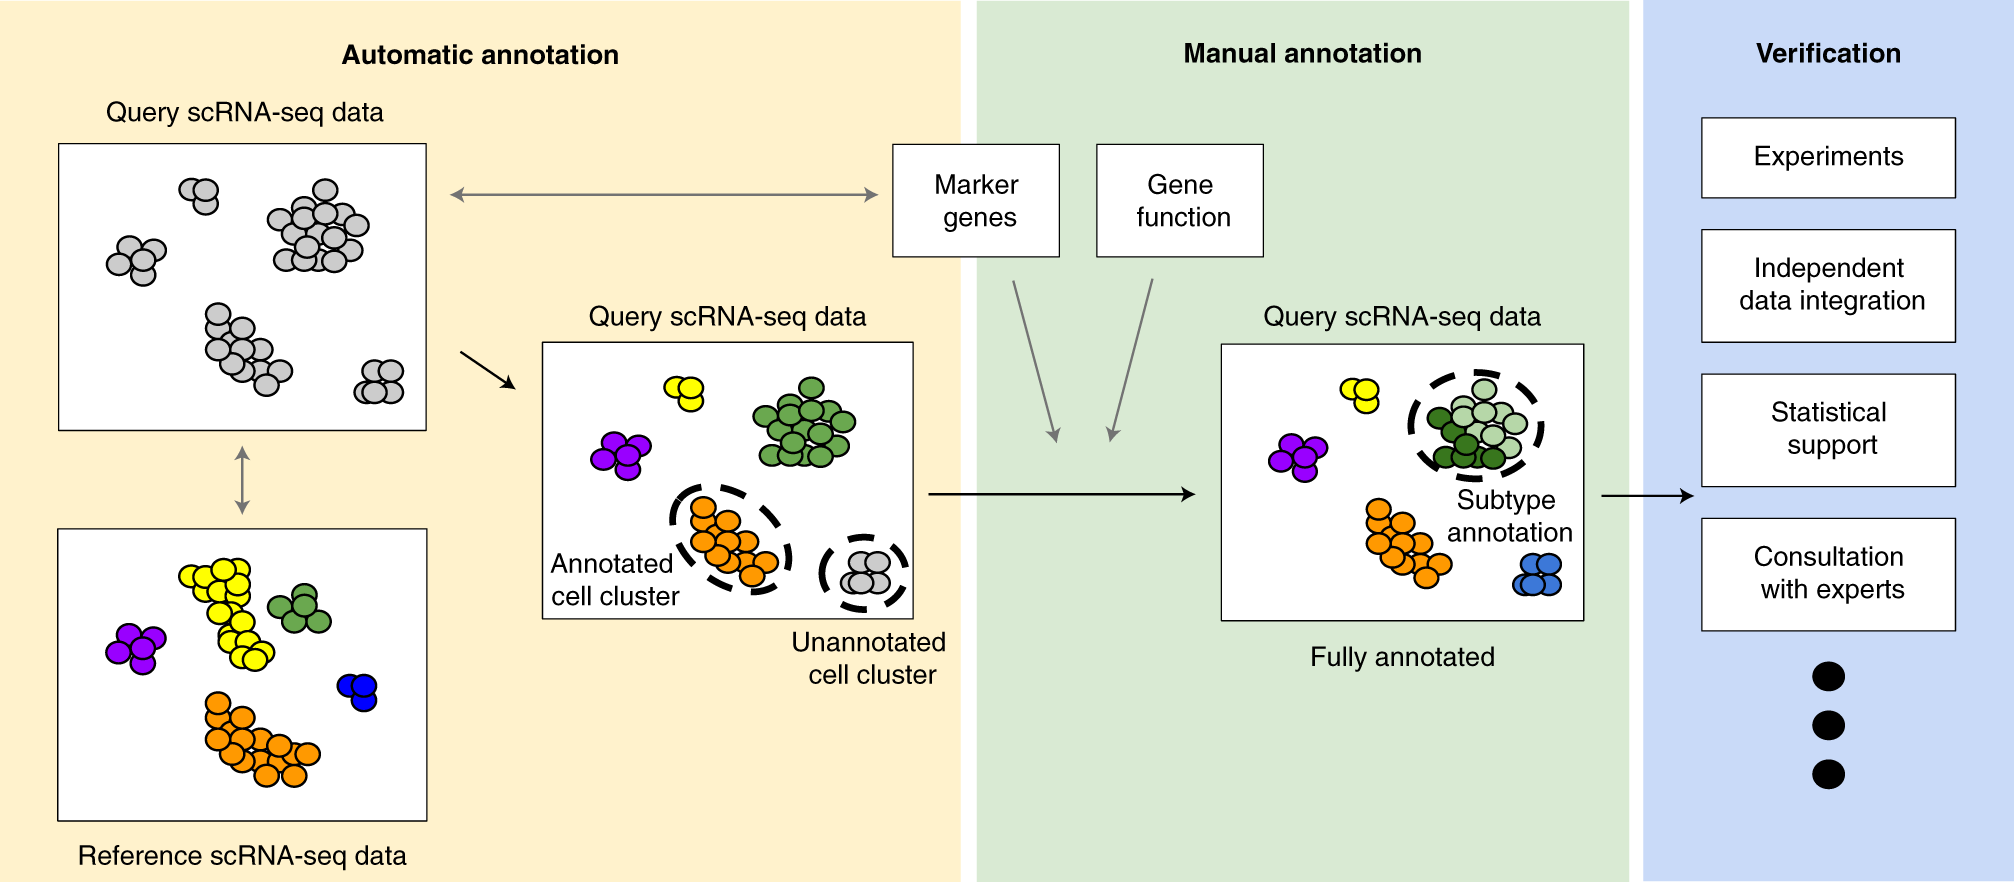 Automatic annotation
Query scRNA-seq data
Reference scRNA-seq data
Query scRNA-seq data
Annotated
cell cluster
Unannotated
cell cluster
Manual annotation
Marker
genes
Gene
function
Query scRNA-seq data
Subtype
annotation
Fully annotated
Verification
Experiments
Independent
data integration
Statistical
support
Consultation
with experts